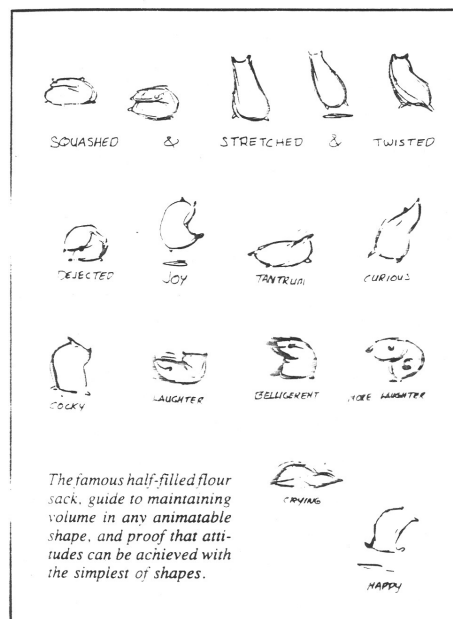 SQUASHED & STRETCHED & TWISTED
DEJECTED JOY TANTRUM CURIOUS
COCKY LAUGHTER BELLIGERENT MORE LAUGHTER
The famous half-filled flour
sack, guide to maintaining
volume in any animatable
shape, and proof that atti-
tudes can be achieved with
the simplest of shapes.
CRYING
HAPPY